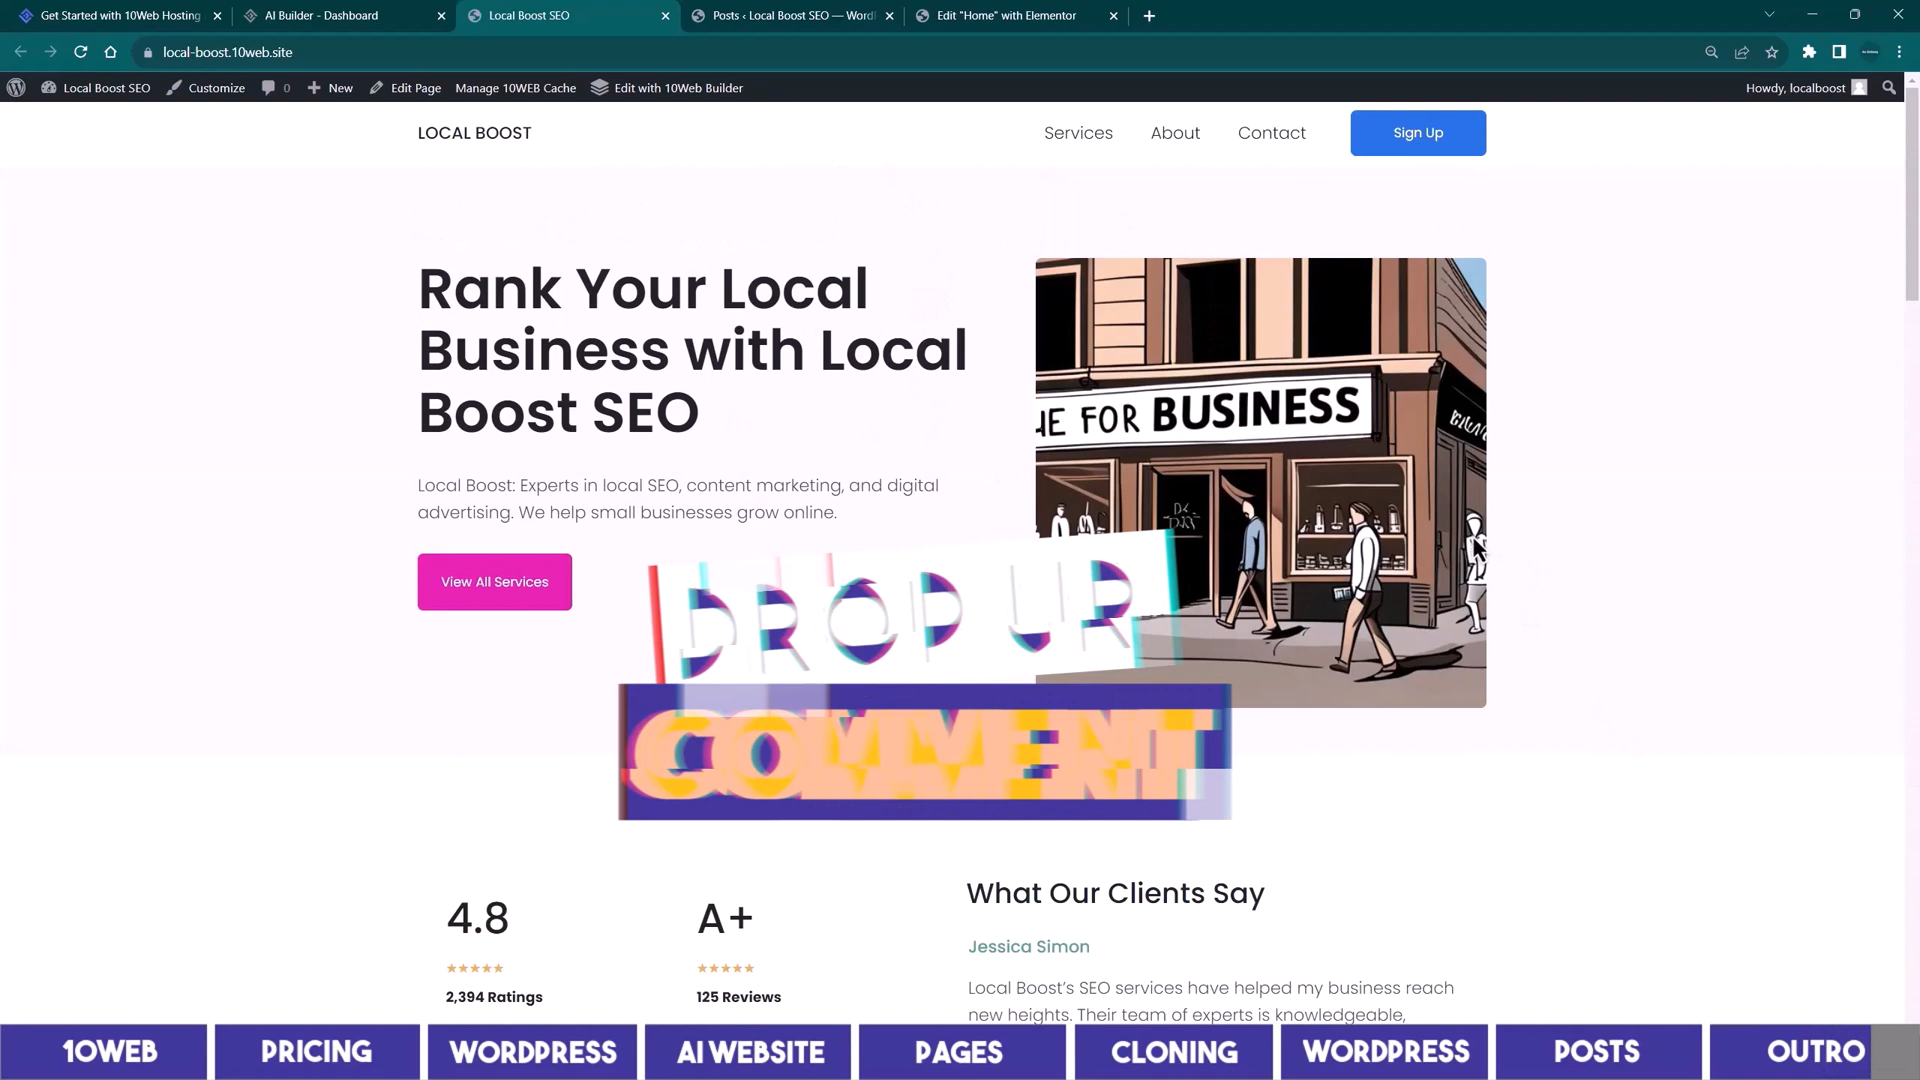 Get Started with 10Web Hosting
AI Builder - Dashboard
Local Boost SEO
Posts ‹ Local Boost SEO — Word
Edit "Home" with Elementor
local-boost.10web.site
Local Boost SEO
Customize
0
New
Edit Page
Manage 10WEB Cache
Edit with 10Web Builder
Howdy, localboost
LOCAL BOOST
Services
About
Contact
Sign Up
Rank Your Local
Business with Local
Boost SEO
FOR BUSINESS
Local Boost: Experts in local SEO, content marketing, and digital
advertising. We help small businesses grow online.
View All Services
DROP UR
COMMENT
4.8
2,394 Ratings
A+
125 Reviews
What Our Clients Say
Jessica Simon
Local Boost's SEO services have helped my business reach
new heights. Their team of experts is knowledgeable,
10WEB
PRICING
WORDPRESS
AI WEBSITE
PAGES
CLONING
WORDPRESS
POSTS
OUTRO